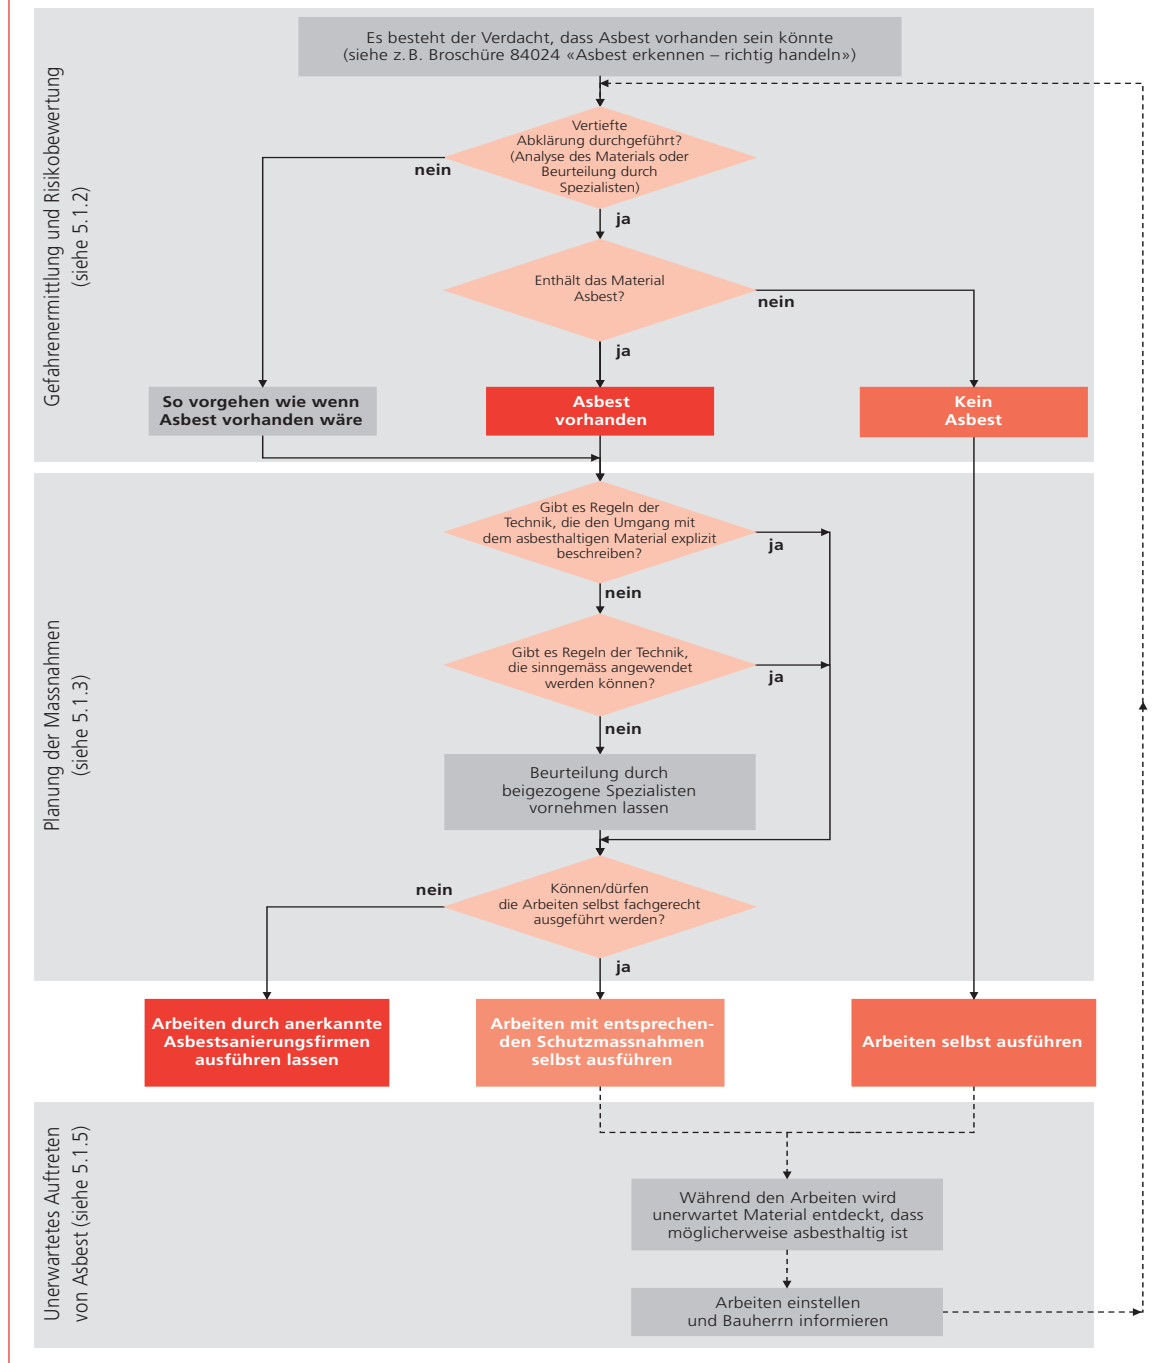 Es besteht der Verdacht, dass Asbest vorhanden sein könnte
(siehe z.B. Broschüre 84024 «Asbest erkennen – richtig handeln»)
Gefahrenermittlung und Risikobewertung
(siehe 5.1.2)
Vertiefte
Abklärung durchgeführt?
(Analyse des Materials oder
Beurteilung durch
Spezialisten)
nein
ja
Enthält das Material
Asbest?
nein
ja
So vorgehen wie wenn
Asbest vorhanden wäre
Asbest
vorhanden
Kein
Asbest
Planung der Massnahmen
(siehe 5.1.3)
Gibt es Regeln der
Technik, die den Umgang mit
dem asbesthaltigen Material explizit
beschreiben?
ja
nein
Gibt es Regeln der Technik,
die sinngemäss angewendet
werden können?
ja
nein
Beurteilung durch
beigezogene Spezialisten
vornehmen lassen
Können/dürfen
die Arbeiten selbst fachgerecht
ausgeführt werden?
nein
ja
Arbeiten durch anerkannte
Asbestsanierungsfirmen
ausführen lassen
Arbeiten mit entsprechen-
den Schutzmassnahmen
selbst ausführen
Arbeiten selbst ausführen
Unerwartetes Auftreten
von Asbest (siehe 5.1.5)
Während den Arbeiten wird
unerwartet Material entdeckt, dass
möglicherweise asbesthaltig ist
Arbeiten einstellen
und Bauherrn informieren